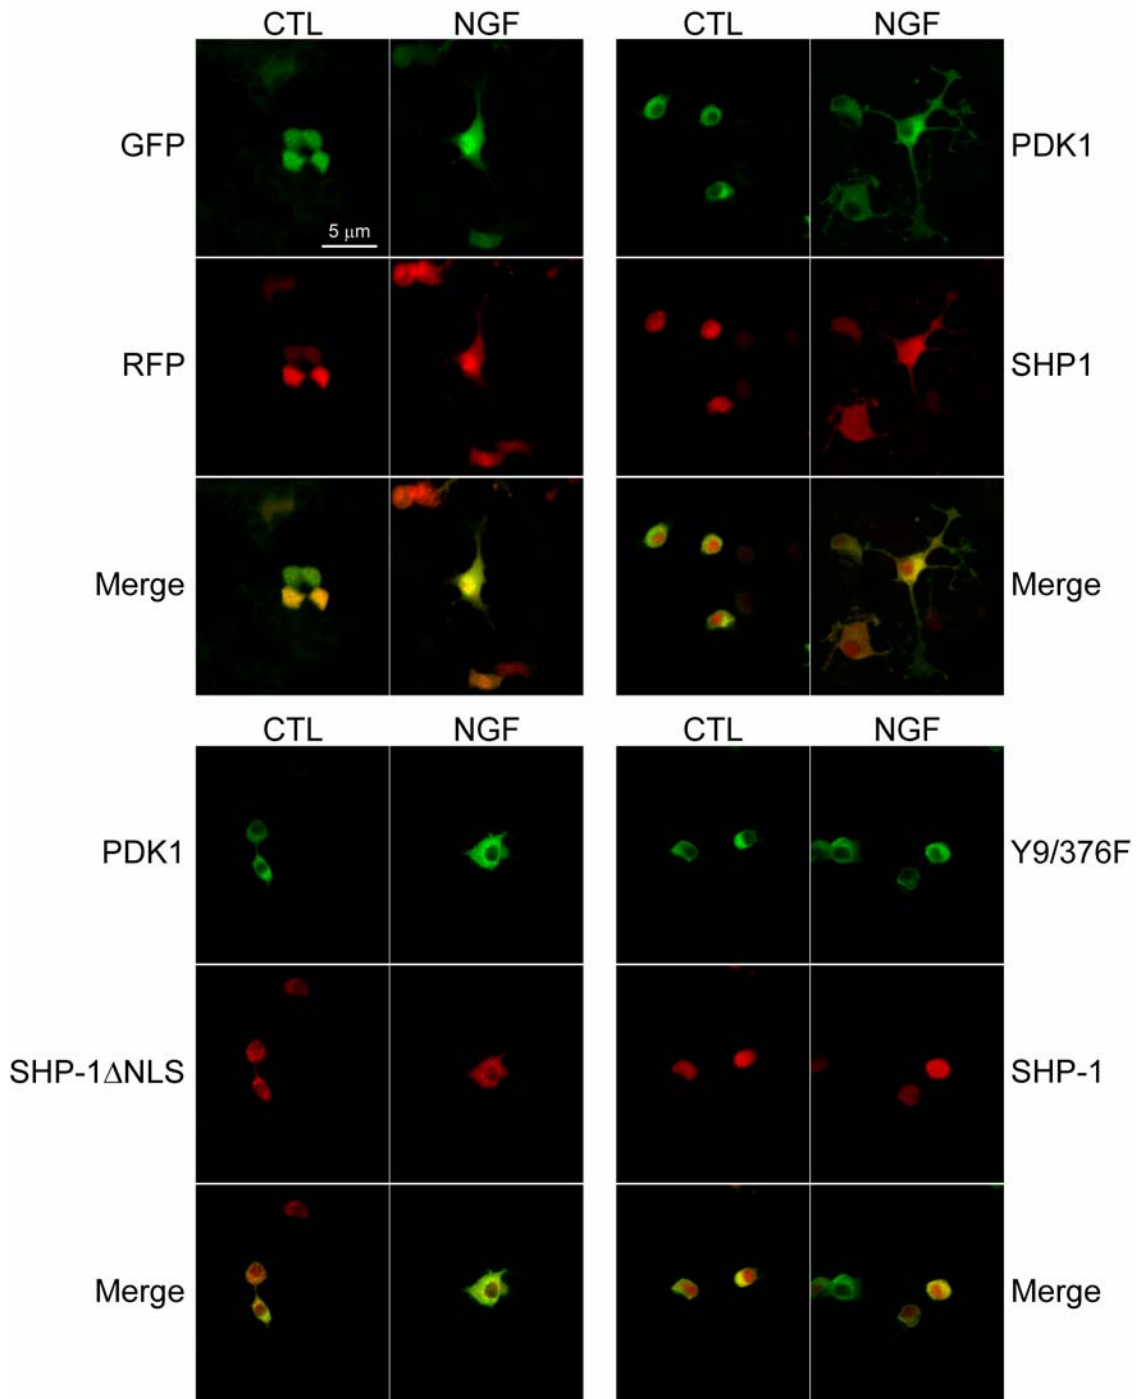 CTL NGF CTL NGF
GFP PDK1
5 µm
RFP SHP1
Merge Merge
CTL NGF CTL NGF
PDK1 Y9/376F
SHP-1ΔNLS SHP-1
Merge Merge